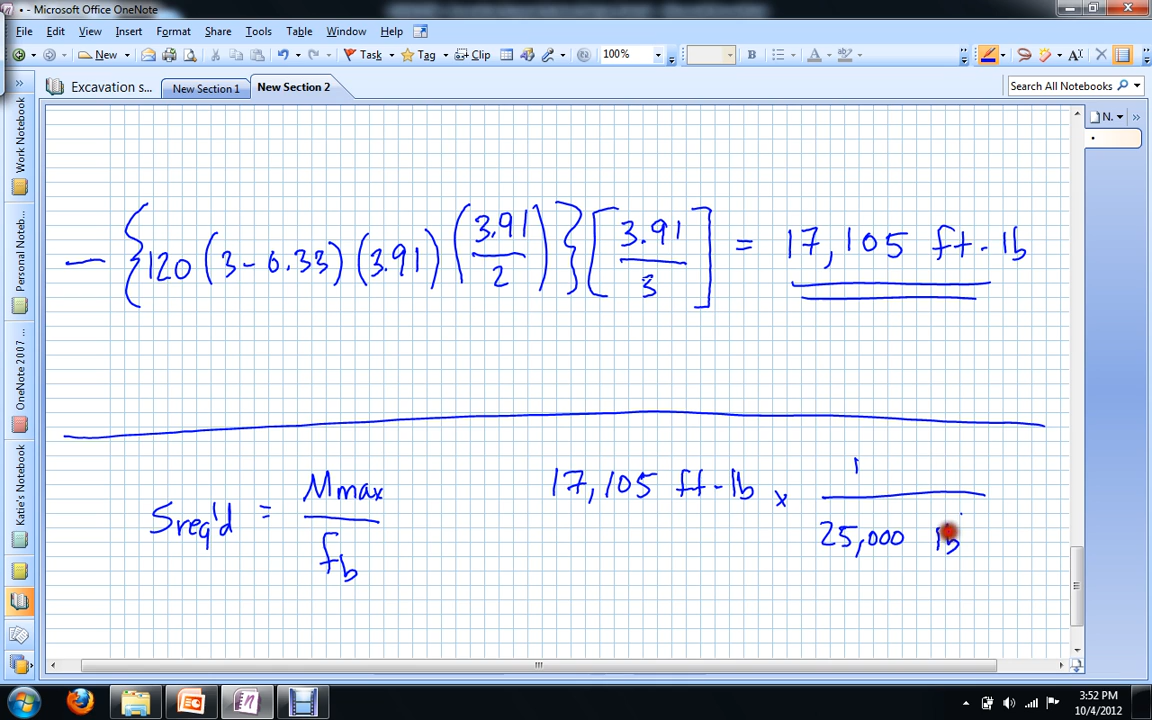 • - Microsoft Office OneNote
File Edit View Insert Format Share Tools Table Window Help
New Task Tag Clip 100% B A ab
Excavation s... New Section 1 New Section 2 Search All Notebooks
N.
•
Work Notebook
Personal Notebo...
OneNote 2007 ...
Katie's Notebook
- {120 (3-0.33) (3.91) (3.91/2)} [3.91/3] = 17,105 ft-lb
Sreq'd = Mmax/fb 17,105 ft-lb x 1/25,000 lb
3:52 PM
10/4/2012